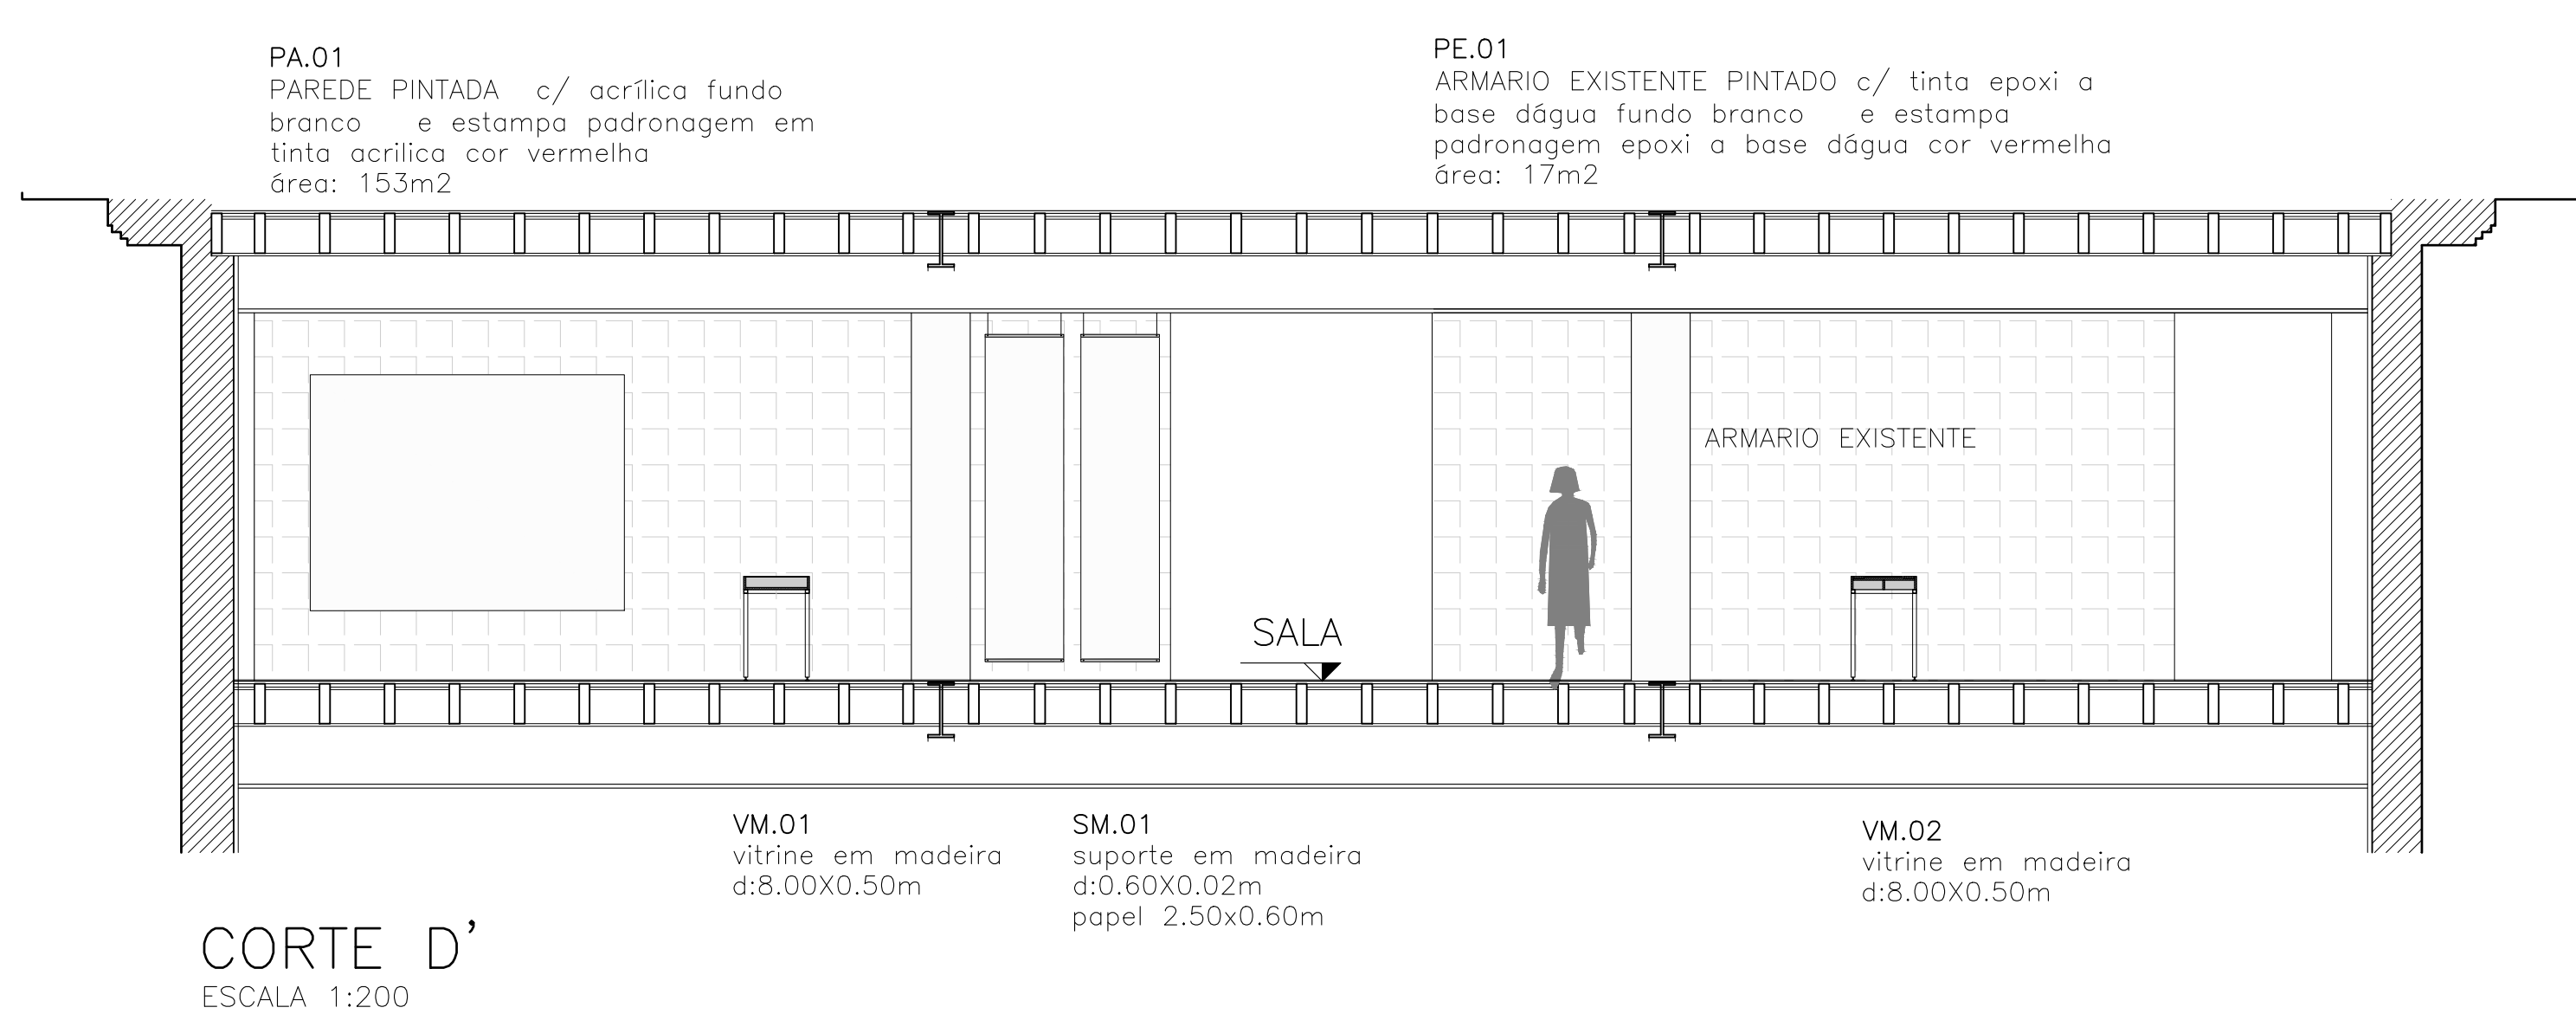 PA.01
PAREDE PINTADA c/ acrílica fundo
branco e estampa padronagem em
tinta acrilica cor vermelha
área: 153m2
PE.01
ARMARIO EXISTENTE PINTADO c/ tinta epoxi a
base dágua fundo branco e estampa
padronagem epoxi a base dágua cor vermelha
área: 17m2
ARMARIO EXISTENTE
SALA
VM.01
vitrine em madeira
d:8.00X0.50m
SM.01
suporte em madeira
d:0.60X0.02m
papel 2.50x0.60m
VM.02
vitrine em madeira
d:8.00X0.50m
CORTE D'
ESCALA 1:200